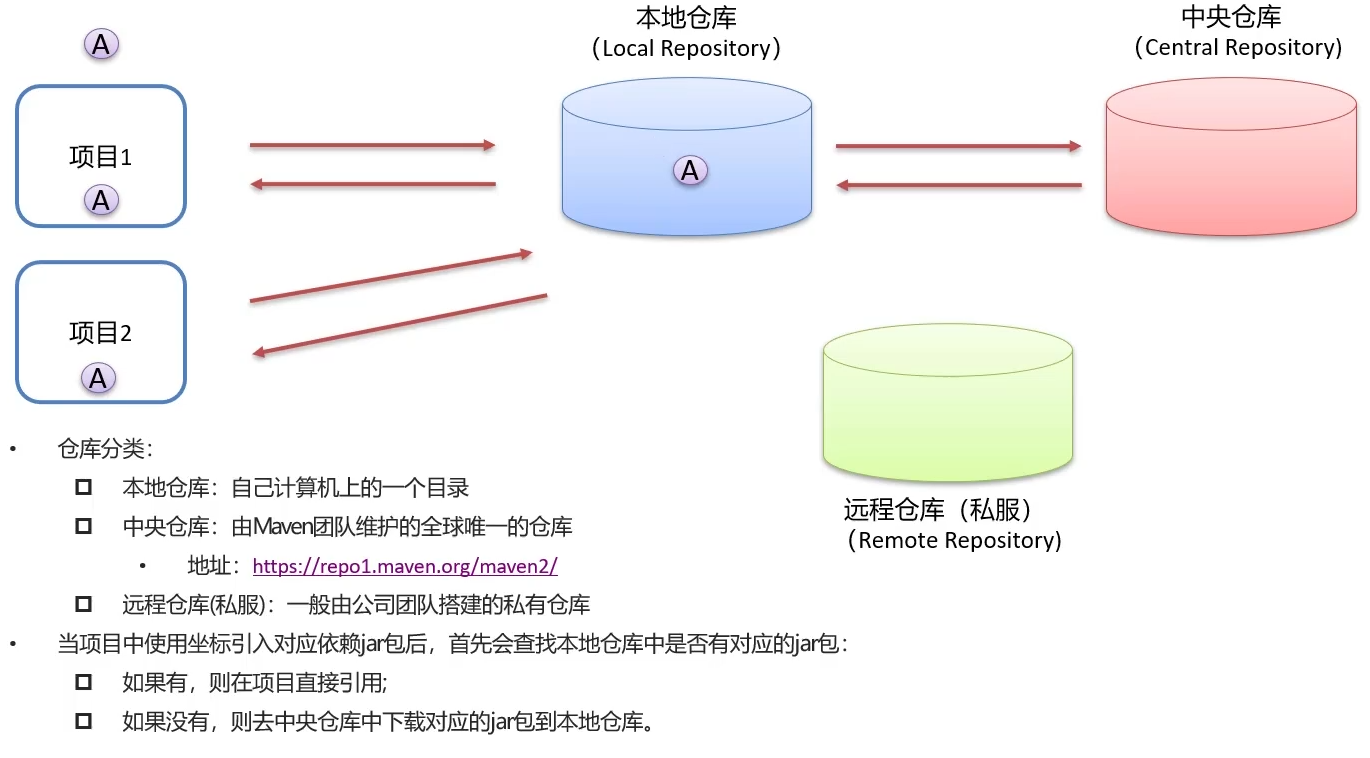 本地仓库
（Local Repository）
中央仓库
（Central Repository）
A
项目1
A
A
项目2
A
远程仓库（私服）
（Remote Repository）
• 仓库分类：
本地仓库：自己计算机上的一个目录
中央仓库：由Maven团队维护的全球唯一的仓库
• 地址：https://repo1.maven.org/maven2/
远程仓库(私服)：一般由公司团队搭建的私有仓库
• 当项目中使用坐标引入对应依赖jar包后，首先会查找本地仓库中是否有对应的jar包：
如果有，则在项目直接引用;
如果没有，则去中央仓库中下载对应的jar包到本地仓库。